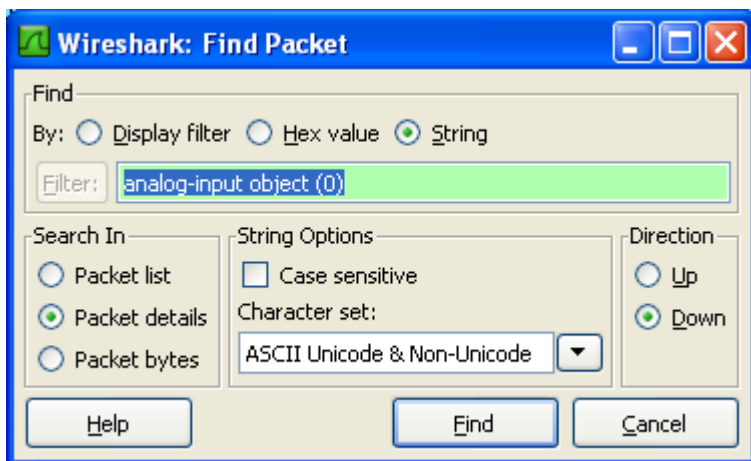 Wireshark: Find Packet
Find
By: Display filter Hex value String
Filter: analog-input object (0)
Search In
Packet list
Packet details
Packet bytes
String Options
Case sensitive
Character set:
ASCII Unicode & Non-Unicode
Direction
Up
Down
Help Find Cancel